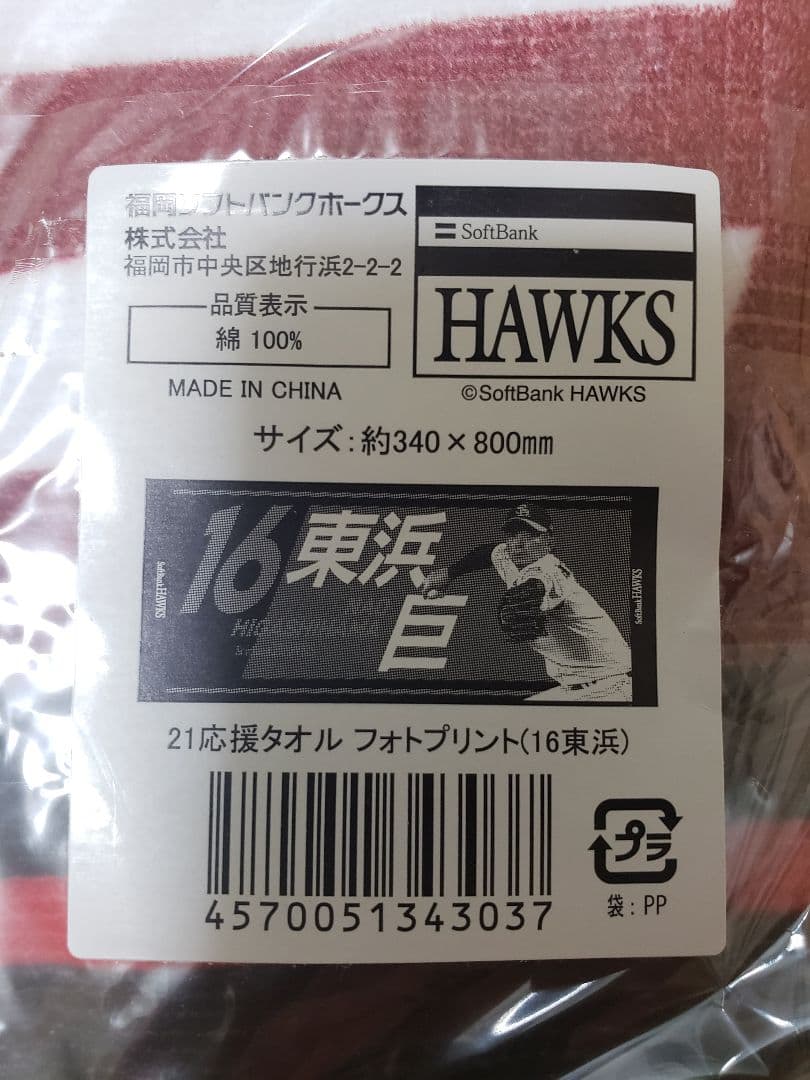 福岡ソフトバンクホークス
株式会社
福岡市中央区地行浜2-2-2
品質表示
綿 100%
MADE IN CHINA
SoftBank
HAWKS
©SoftBank HAWKS
サイズ:約340×800㎜
SoftBank HAWKS
16
東浜
巨
SoftBank HAWKS
21応援タオル フォトプリント(16東浜)
4570051343037
プラ
袋:PP